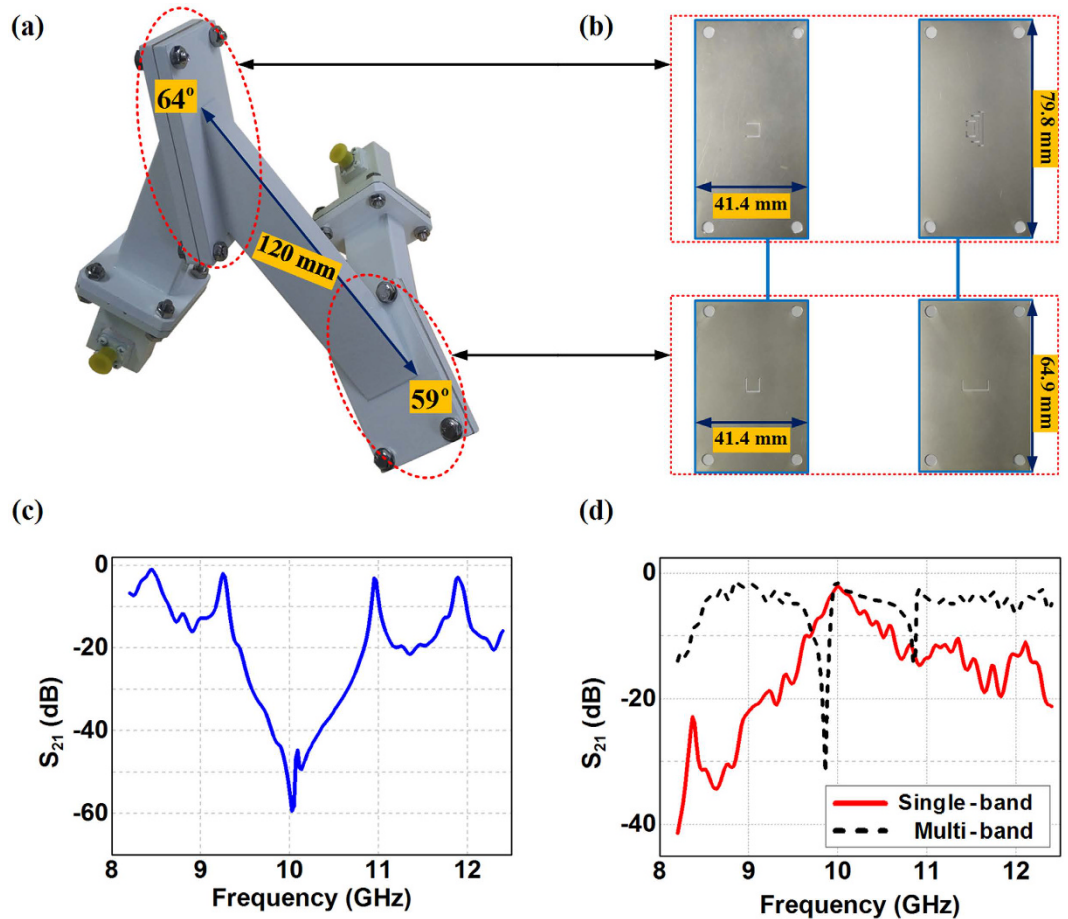 (a)
(b)
64°
120 mm
59°
79.8 mm
41.4 mm
64.9 mm
41.4 mm
(c)
(d)
0
-20
-40
-60
S21 (dB)
8 9 10 11 12
Frequency (GHz)
0
-20
-40
S21 (dB)
Single-band
Multi-band
8 9 10 11 12
Frequency (GHz)